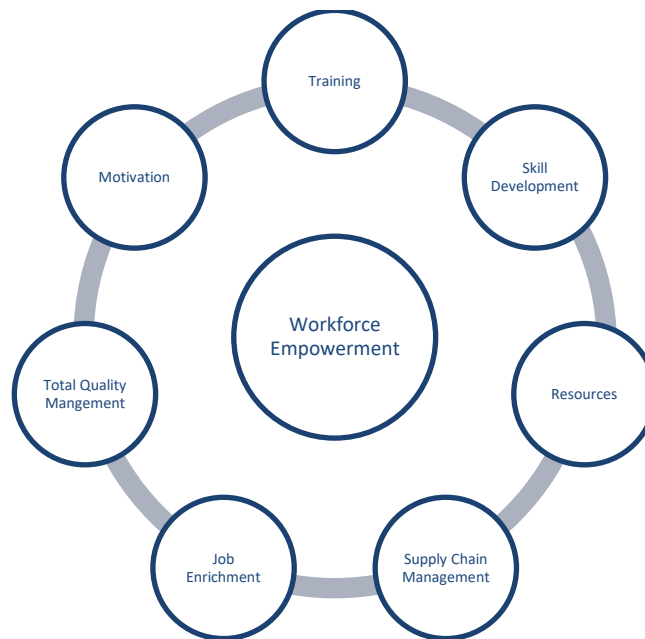 Training
Skill
Development
Resources
Supply Chain
Management
Job
Enrichment
Total Quality
Mangement
Motivation
Workforce
Empowerment